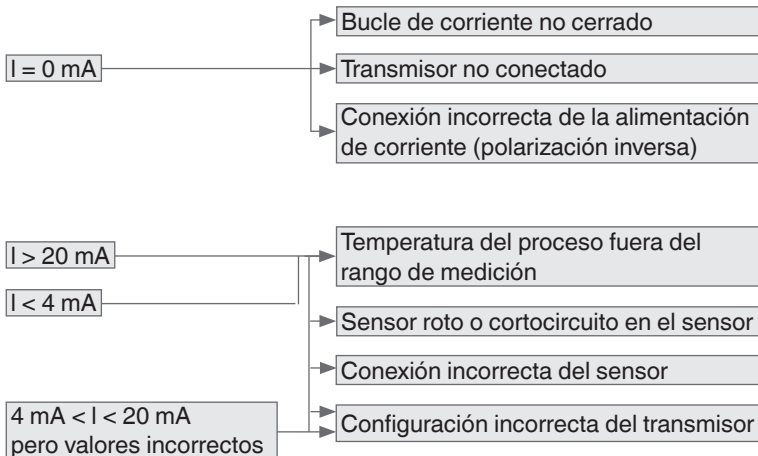 Bucle de corriente no cerrado
I = 0 mA
Transmisor no conectado
Conexión incorrecta de la alimentación
de corriente (polarización inversa)
I > 20 mA
Temperatura del proceso fuera del
rango de medición
I < 4 mA
Sensor roto o cortocircuito en el sensor
Conexión incorrecta del sensor
4 mA < I < 20 mA
pero valores incorrectos
Configuración incorrecta del transmisor